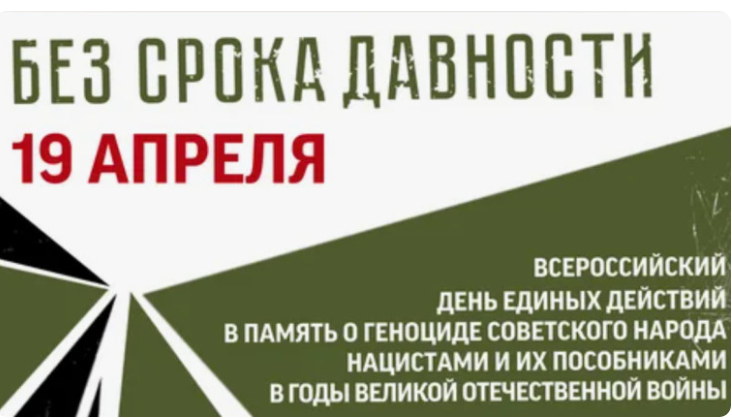 БЕЗ СРОКА ДАВНОСТИ
19 АПРЕЛЯ
ВСЕРОССИЙСКИЙ
ДЕНЬ ЕДИНЫХ ДЕЙСТВИЙ
В ПАМЯТЬ О ГЕНОЦИДЕ СОВЕТСКОГО НАРОДА
НАЦИСТАМИ И ИХ ПОСОБНИКАМИ
В ГОДЫ ВЕЛИКОЙ ОТЕЧЕСТВЕННОЙ ВОЙНЫ